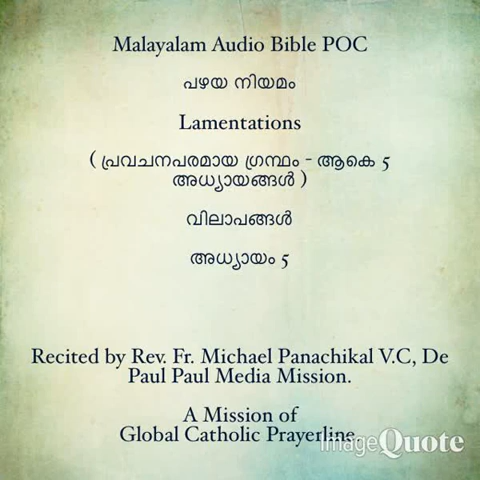 Malayalam Audio Bible POC
പഴയ നിയമം
Lamentations
( പ്രവചനപരമായ ഗ്രന്ഥം - ആകെ 5
അധ്യായങ്ങൾ )
വിലാപങ്ങൾ
അധ്യായം 5
Recited by Rev. Fr. Michael Panachikal V.C, De
Paul Paul Media Mission.
A Mission of
Global Catholic Prayerline
ImageQuote